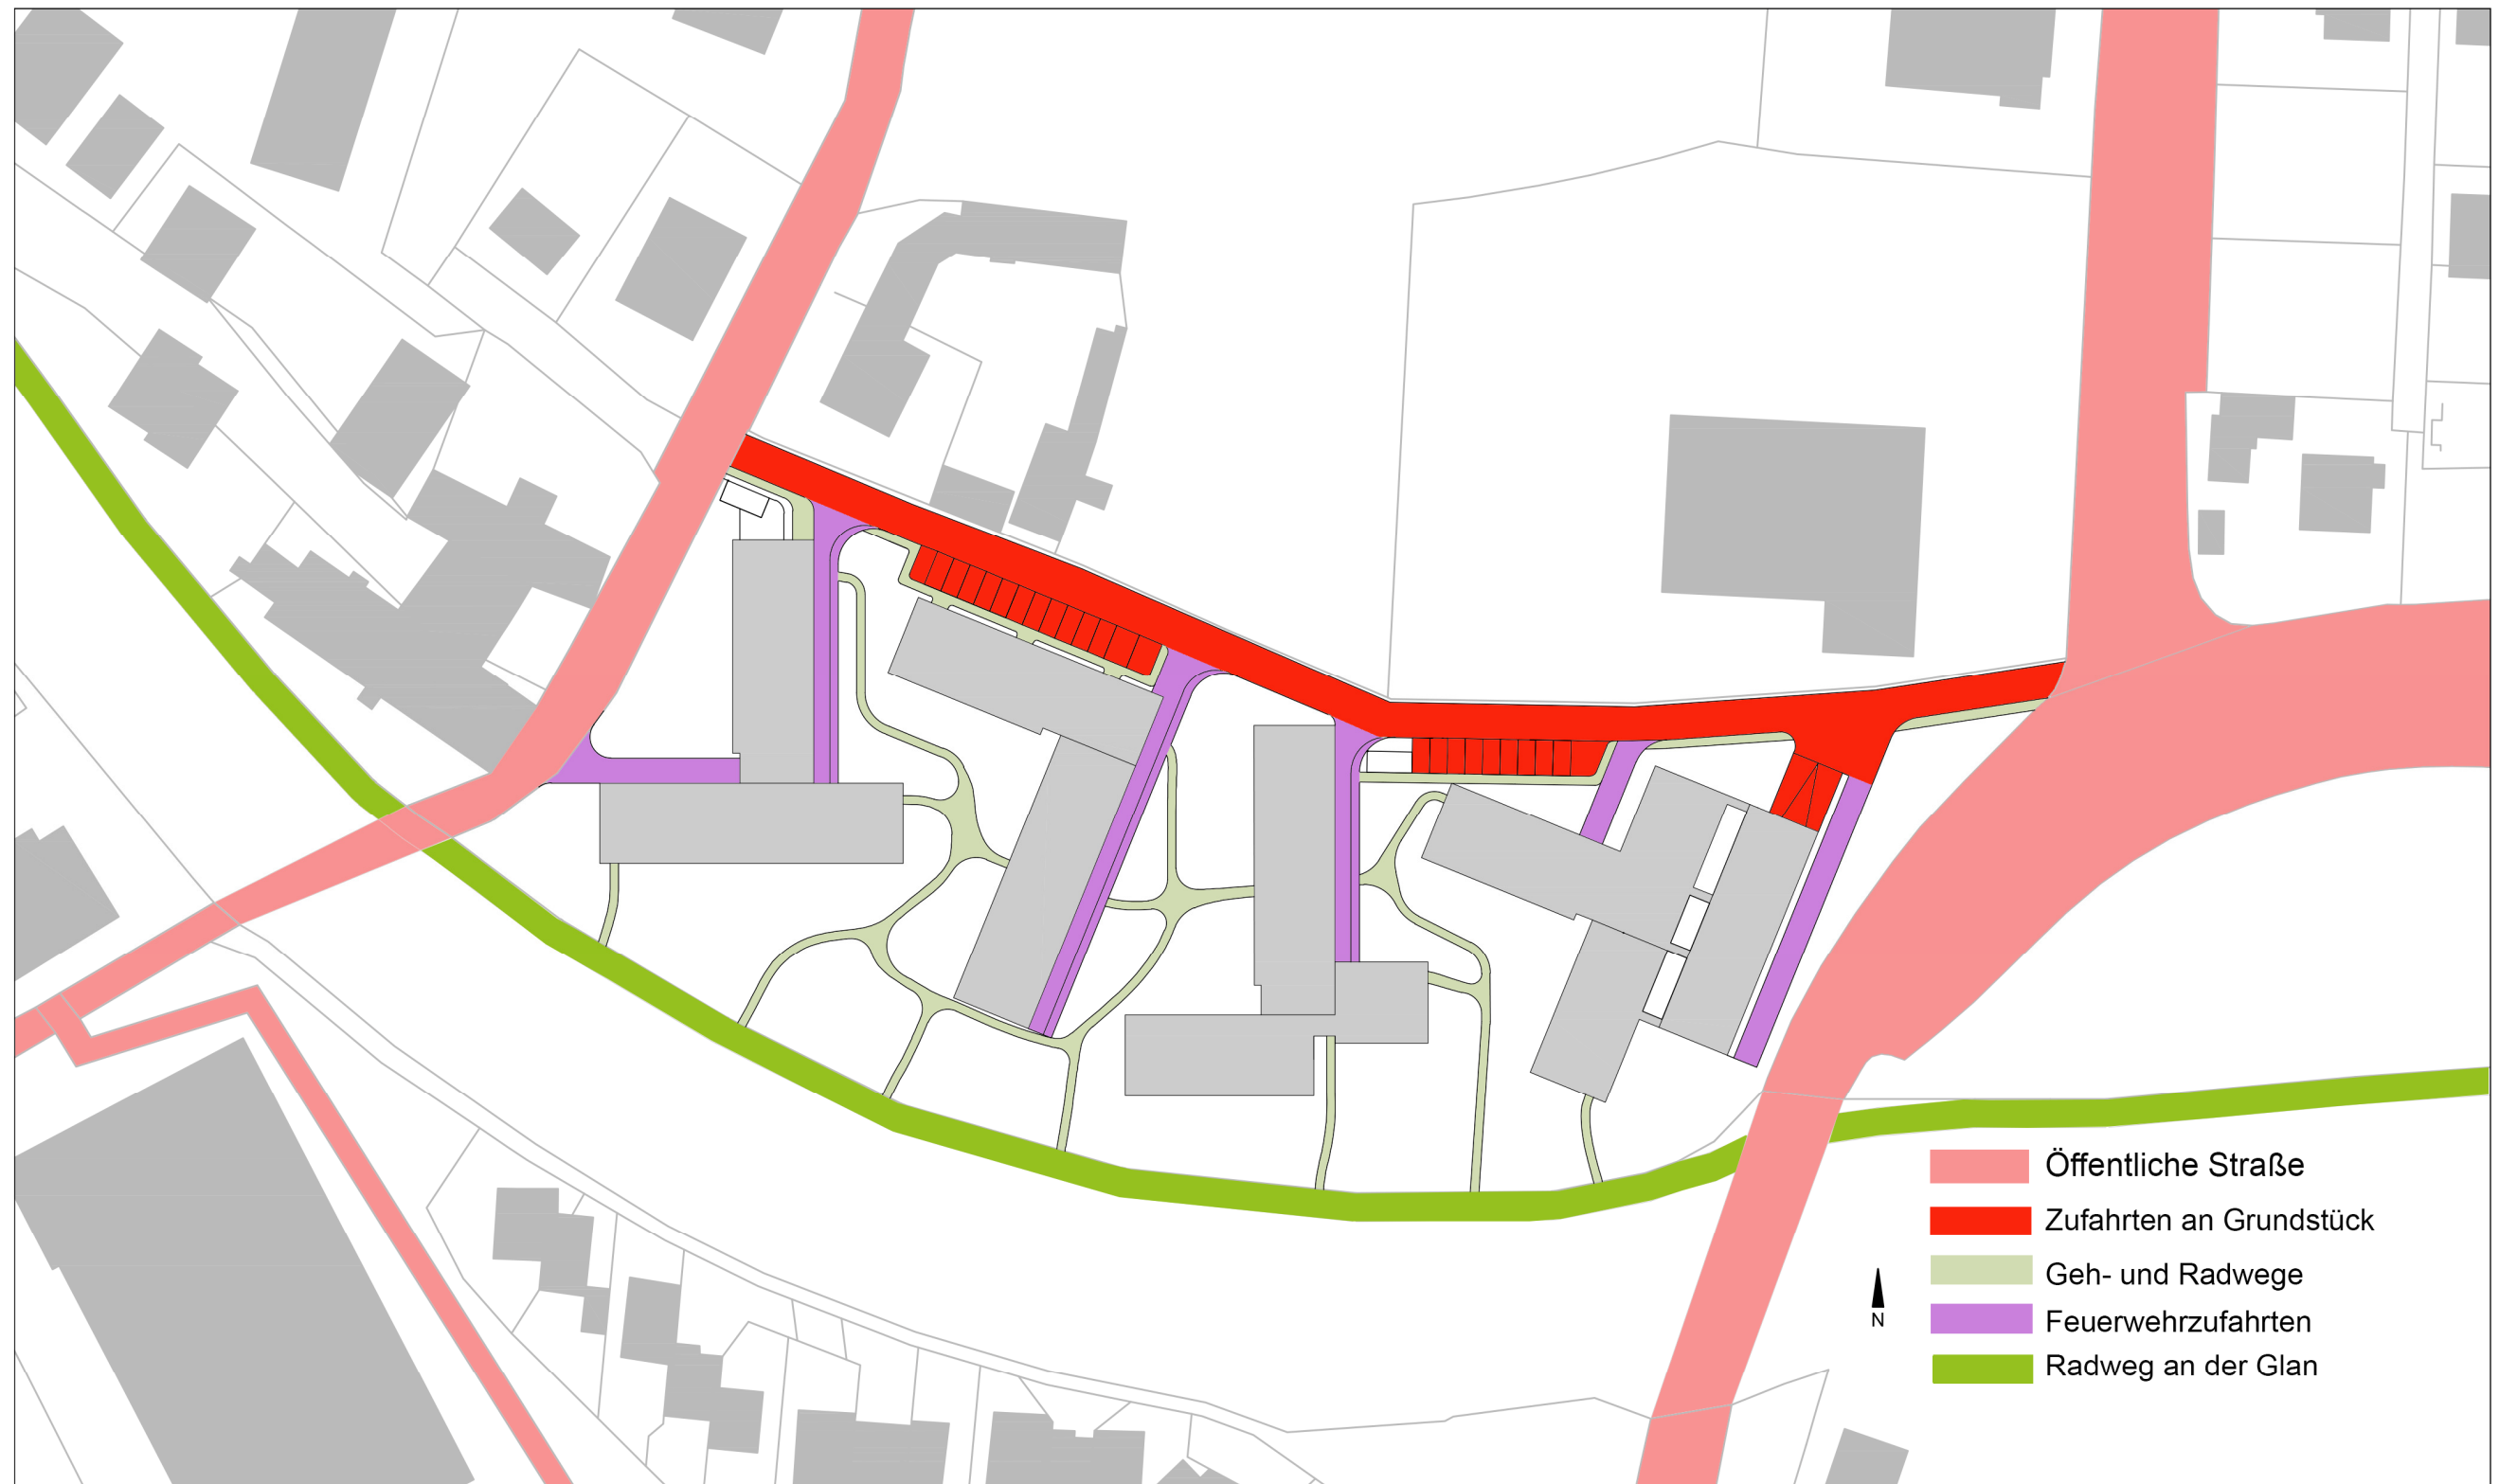 Öffentliche Straße
Zufahrten an Grundstück
Geh- und Radwege
N
Feuerwehrzufahrten
Radweg an der Glan